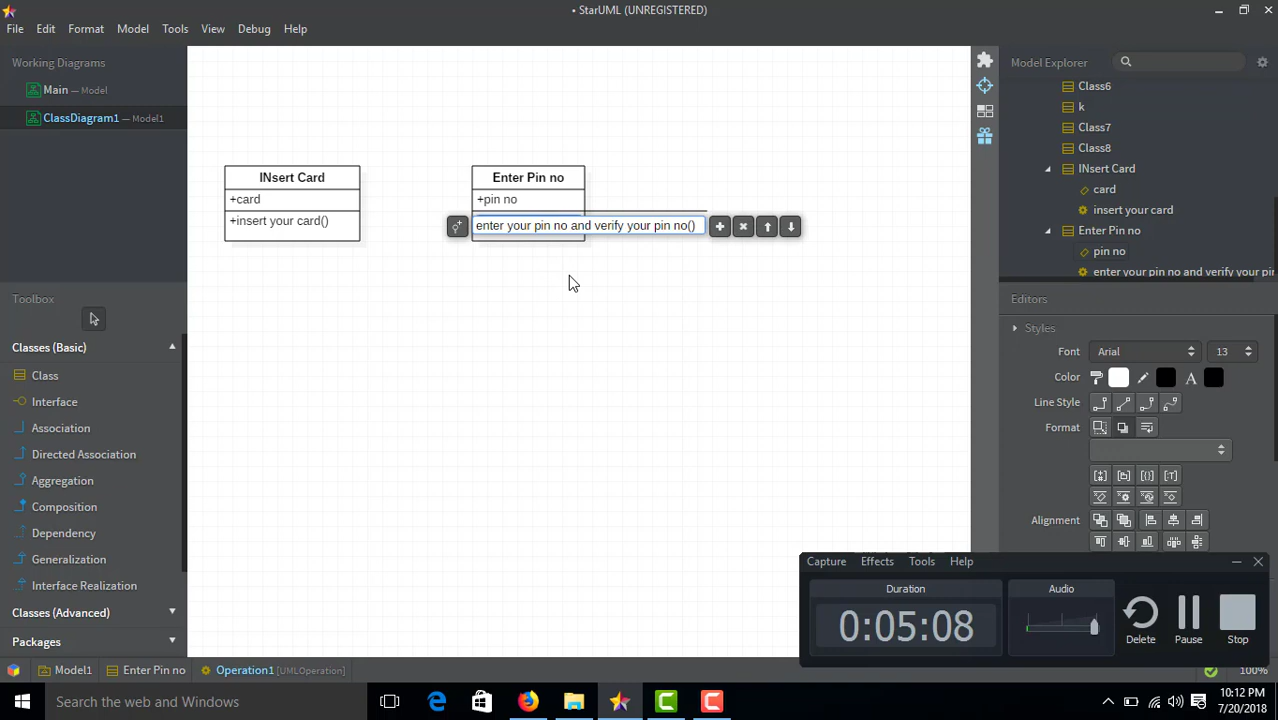 • StarUML (UNREGISTERED)
File Edit Format Model Tools View Debug Help
Working Diagrams
Main — Model
ClassDiagram1 — Model1
Toolbox
Classes (Basic)
Class
Interface
Association
Directed Association
Aggregation
Composition
Dependency
Generalization
Interface Realization
Classes (Advanced)
Packages
INsert Card
+card
+insert your card()
Enter Pin no
+pin no
enter your pin no and verify your pin no()
Model Explorer
Class6
k
Class7
Class8
INsert Card
card
insert your card()
Enter Pin no
pin no
enter your pin no and verify your pin
Editors
Styles
Font Arial 13
Color
Line Style
Format
Alignment
Capture Effects Tools Help
Duration
0:05:08
Audio
Delete
Pause
Stop
Model1 Enter Pin no Operation1 [UMLOperation]
100%
Search the web and Windows
10:12 PM
7/20/2018